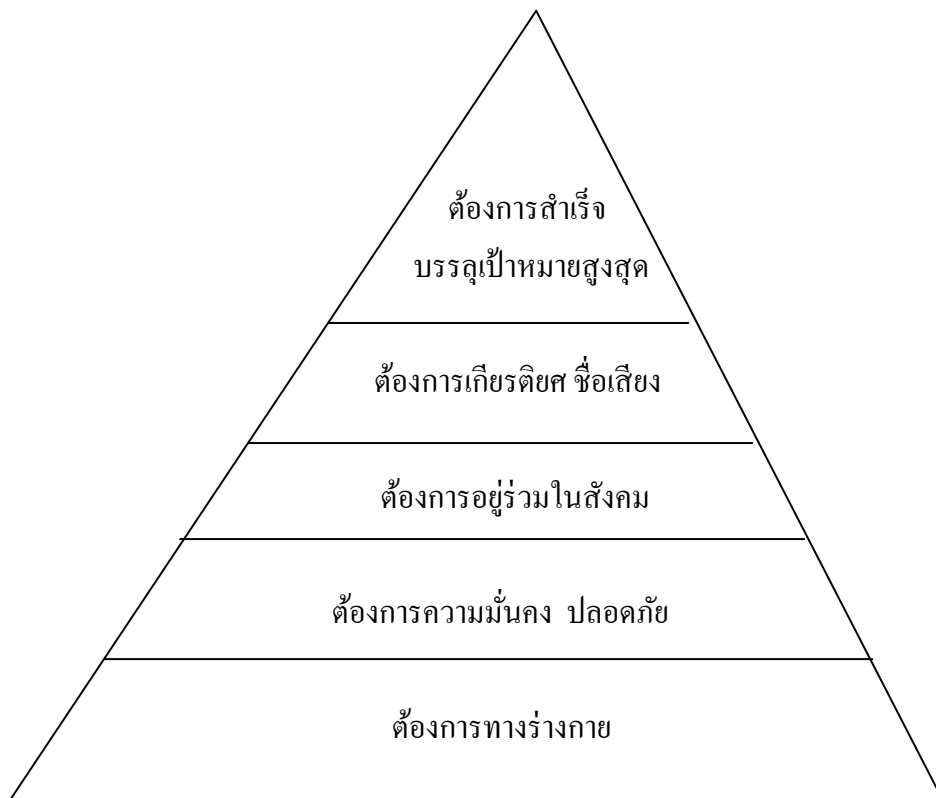 ต้องการสำเร็จ
บรรลุเป้าหมายสูงสุด
ต้องการเกียรติยศ ชื่อเสียง
ต้องการอยู่ร่วมในสังคม
ต้องการความมั่นคง ปลอดภัย
ต้องการทางร่างกาย